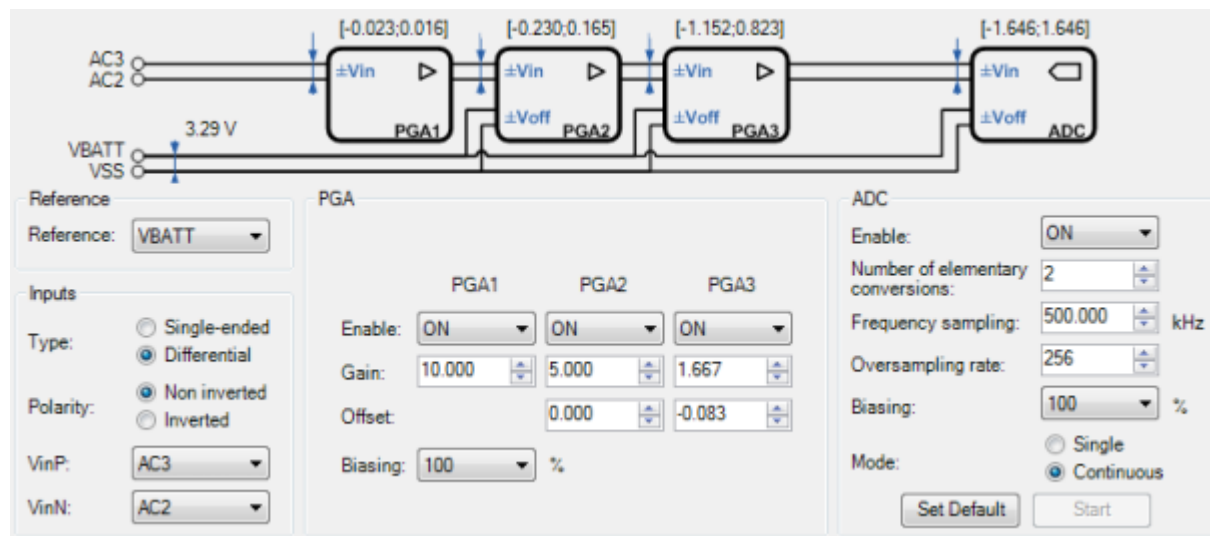 [-0.023;0.016] [-0.230;0.165] [-1.152;0.823] [-1.646;1.646]
AC3
AC2
±Vin ±Vin ±Vin ±Vin
±Voff ±Voff ±Voff
PGA1 PGA2 PGA3 ADC
3.29 V
VBATT
VSS
Reference
Reference: VBATT
Inputs
Type: Single-ended
Differential
Polarity: Non inverted
Inverted
VinP: AC3
VinN: AC2
PGA
PGA1 PGA2 PGA3
Enable: ON ON ON
Gain: 10.000 5.000 1.667
Offset: 0.000 -0.083
Biasing: 100 %
ADC
Enable: ON
Number of elementary
conversions: 2
Frequency sampling: 500.000 kHz
Oversampling rate: 256
Biasing: 100 %
Mode: Single
Continuous
Set Default Start